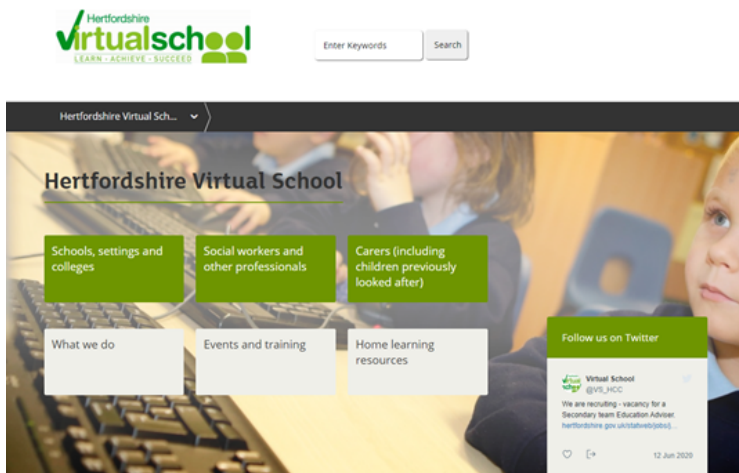 Hertfordshire
Virtualschool
LEARN - ACHIEVE - SUCCEED
Enter Keywords
Search
Hertfordshire Virtual Sch...
Hertfordshire Virtual School
Schools, settings and
colleges
Social workers and
other professionals
Carers (including
children previously
looked after)
What we do
Events and training
Home learning
resources
Follow us on Twitter
Virtual School
@VS_HCC
We are recruiting - vacancy for a
Secondary team Education Adviser.
hertfordshire.gov.uk/statweb/jobs/j...
12 Jun 2020